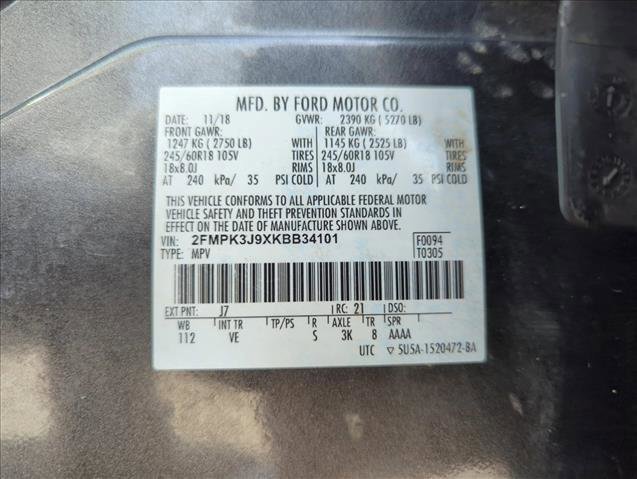 MFD. BY FORD MOTOR CO.
DATE: 11/18 GVWR: 2390 KG ( 5270 LB)
FRONT GAWR: REAR GAWR:
1247 KG ( 2750 LB) WITH 1145 KG ( 2525 LB) WITH
245/60R18 105V TIRES 245/60R18 105V TIRES
18x8.0J RIMS 18x8.0J RIMS
AT 240 kPa/ 35 PSI COLD AT 240 kPa/ 35 PSI COLD
THIS VEHICLE CONFORMS TO ALL APPLICABLE FEDERAL MOTOR
VEHICLE SAFETY AND THEFT PREVENTION STANDARDS IN
EFFECT ON THE DATE OF MANUFACTURE SHOWN ABOVE.
VIN: 2FMPK3J9XKBB34101 F0094
TYPE: MPV T0305
EXT PNT: J7 RC: 21 DSO:
WB INT TR TP/PS R AXLE TR SPR
112 VE S 3K 8 AAAA
UTC ▽ 5U5A-1520472-BA